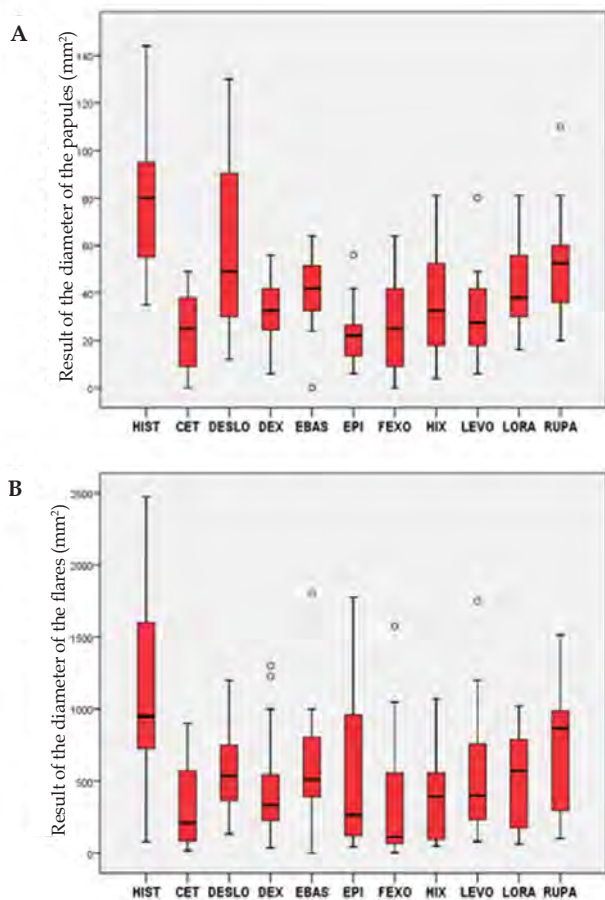 A
Result of the diameter of the papules (mm²)
140
120
100
80
60
40
20
0
HIST CET DESLO DEX EBAS EPI FEXO HIX LEVO LORA RUPA
B
Result of the diameter of the flares (mm²)
2500
2000
1500
1000
500
0
HIST CET DESLO DEX EBAS EPI FEXO HIX LEVO LORA RUPA